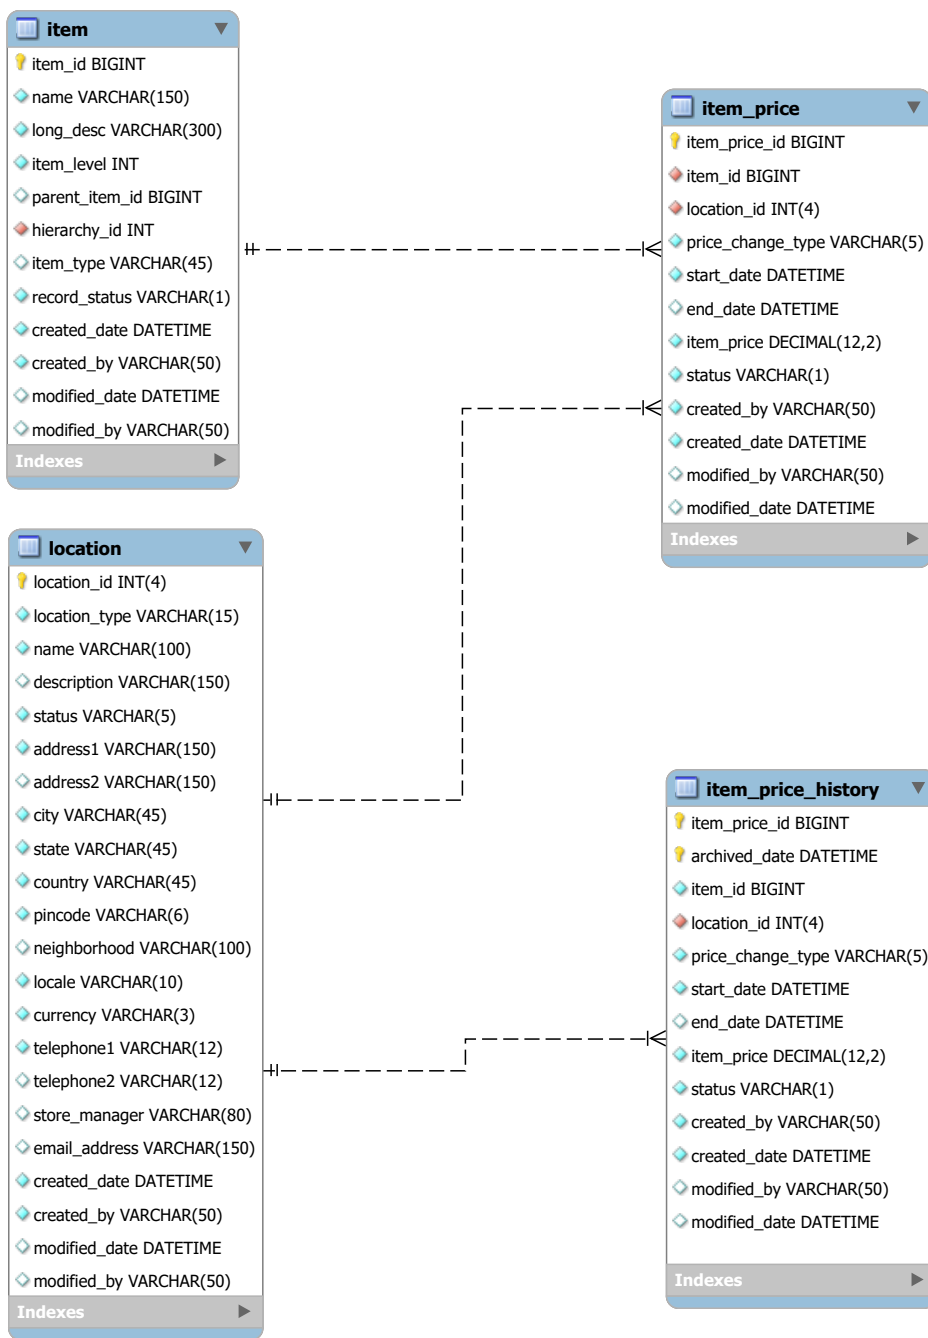 item
item_id BIGINT
name VARCHAR(150)
long_desc VARCHAR(300)
item_level INT
parent_item_id BIGINT
hierarchy_id INT
item_type VARCHAR(45)
record_status VARCHAR(1)
created_date DATETIME
created_by VARCHAR(50)
modified_date DATETIME
modified_by VARCHAR(50)
Indexes
item_price
item_price_id BIGINT
item_id BIGINT
location_id INT(4)
price_change_type VARCHAR(5)
start_date DATETIME
end_date DATETIME
item_price DECIMAL(12,2)
status VARCHAR(1)
created_by VARCHAR(50)
created_date DATETIME
modified_by VARCHAR(50)
modified_date DATETIME
Indexes
location
location_id INT(4)
location_type VARCHAR(15)
name VARCHAR(100)
description VARCHAR(150)
status VARCHAR(5)
address1 VARCHAR(150)
address2 VARCHAR(150)
city VARCHAR(45)
state VARCHAR(45)
country VARCHAR(45)
pincode VARCHAR(6)
neighborhood VARCHAR(100)
locale VARCHAR(10)
currency VARCHAR(3)
telephone1 VARCHAR(12)
telephone2 VARCHAR(12)
store_manager VARCHAR(80)
email_address VARCHAR(150)
created_date DATETIME
created_by VARCHAR(50)
modified_date DATETIME
modified_by VARCHAR(50)
Indexes
item_price_history
item_price_id BIGINT
archived_date DATETIME
item_id BIGINT
location_id INT(4)
price_change_type VARCHAR(5)
start_date DATETIME
end_date DATETIME
item_price DECIMAL(12,2)
status VARCHAR(1)
created_by VARCHAR(50)
created_date DATETIME
modified_by VARCHAR(50)
modified_date DATETIME
Indexes